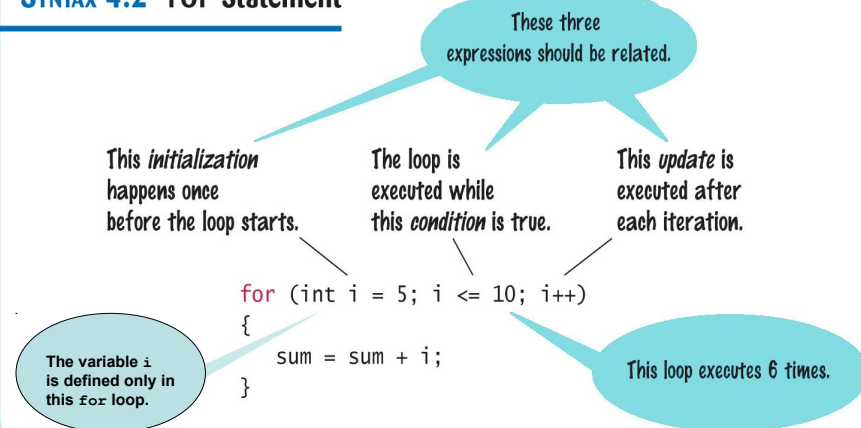 SYNTAX 4.2 for Statement
These three
expressions should be related.
This initialization
happens once
before the loop starts.
The loop is
executed while
this condition is true.
This update is
executed after
each iteration.
for (int i = 5; i <= 10; i++)
{
sum = sum + i;
}
The variable i
is defined only in
this for loop.
This loop executes 6 times.